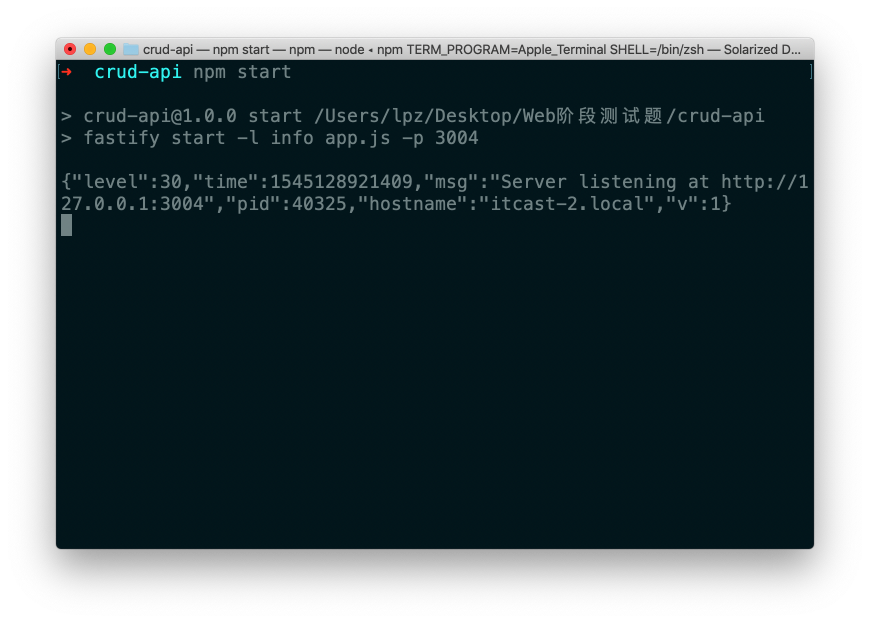 crud-api — npm start — npm — node ◂ npm TERM_PROGRAM=Apple_Terminal SHELL=/bin/zsh — Solarized D...
[➜  crud-api npm start ]
> crud-api@1.0.0 start /Users/lpz/Desktop/Web阶段测试题/crud-api
> fastify start -l info app.js -p 3004
{"level":30,"time":1545128921409,"msg":"Server listening at http://1
27.0.0.1:3004","pid":40325,"hostname":"itcast-2.local","v":1}